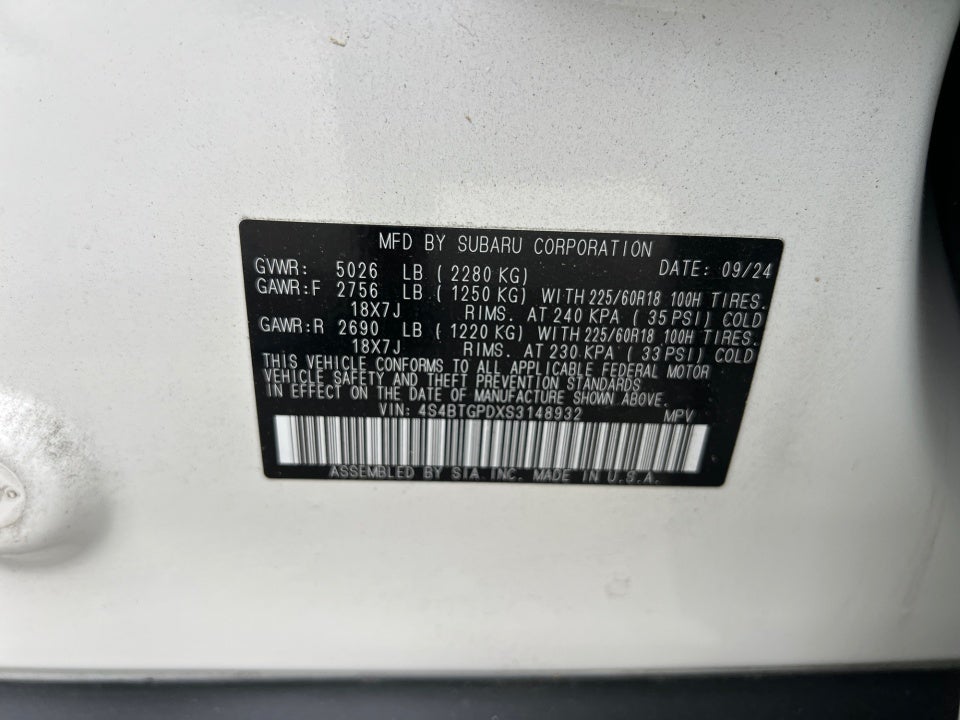 MFD BY SUBARU CORPORATION
GVWR: 5026 LB ( 2280 KG) DATE: 09/24
GAWR:F 2756 LB ( 1250 KG) WITH 225/60R18 100H TIRES.
18X7J RIMS. AT 240 KPA ( 35 PSI) COLD
GAWR:R 2690 LB ( 1220 KG) WITH 225/60R18 100H TIRES.
18X7J RIMS. AT 230 KPA ( 33 PSI) COLD
THIS VEHICLE CONFORMS TO ALL APPLICABLE FEDERAL MOTOR
VEHICLE SAFETY AND THEFT PREVENTION STANDARDS
IN EFFECT ON THE DATE OF MANUFACTURE SHOWN ABOVE.
VIN: 4S4BTGPDXS3148932 MPV
ASSEMBLED BY SIA INC. MADE IN U.S.A.